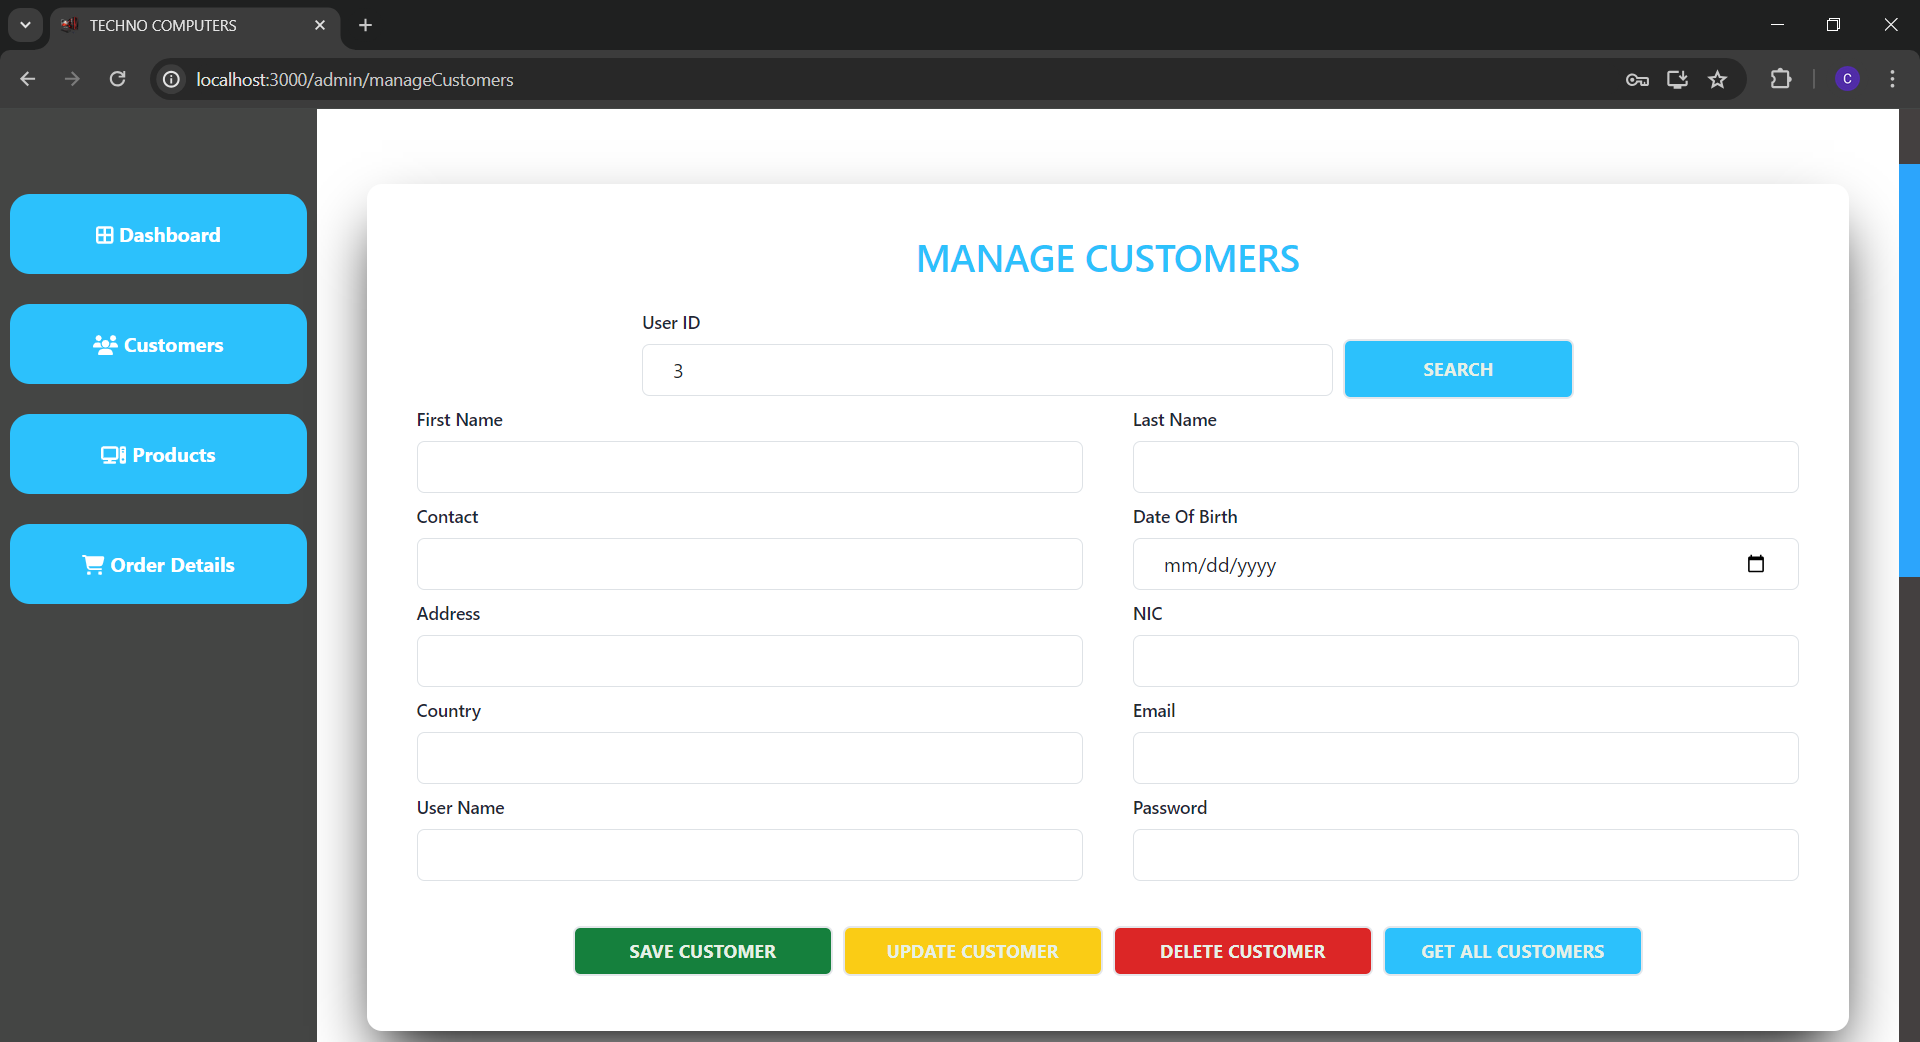 TECHNO COMPUTERS
localhost:3000/admin/manageCustomers
C
Dashboard
Customers
Products
Order Details
MANAGE CUSTOMERS
User ID
3
SEARCH
First Name
Last Name
Contact
Date Of Birth
mm/dd/yyyy
Address
NIC
Country
Email
User Name
Password
SAVE CUSTOMER
UPDATE CUSTOMER
DELETE CUSTOMER
GET ALL CUSTOMERS